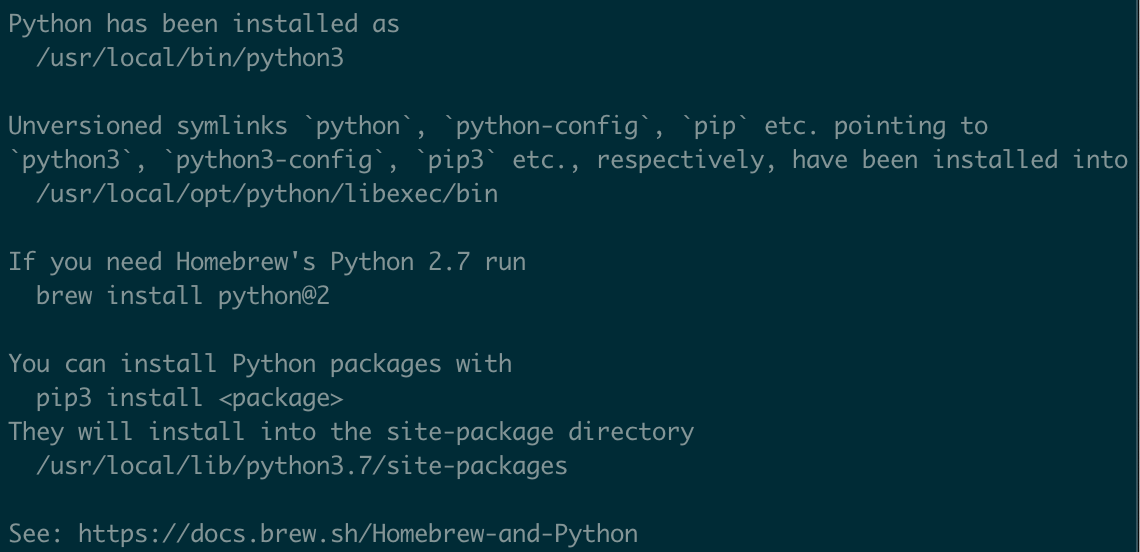 Python has been installed as
  /usr/local/bin/python3

Unversioned symlinks `python`, `python-config`, `pip` etc. pointing to
`python3`, `python3-config`, `pip3` etc., respectively, have been installed into
  /usr/local/opt/python/libexec/bin

If you need Homebrew's Python 2.7 run
  brew install python@2

You can install Python packages with
  pip3 install <package>
They will install into the site-package directory
  /usr/local/lib/python3.7/site-packages

See: https://docs.brew.sh/Homebrew-and-Python